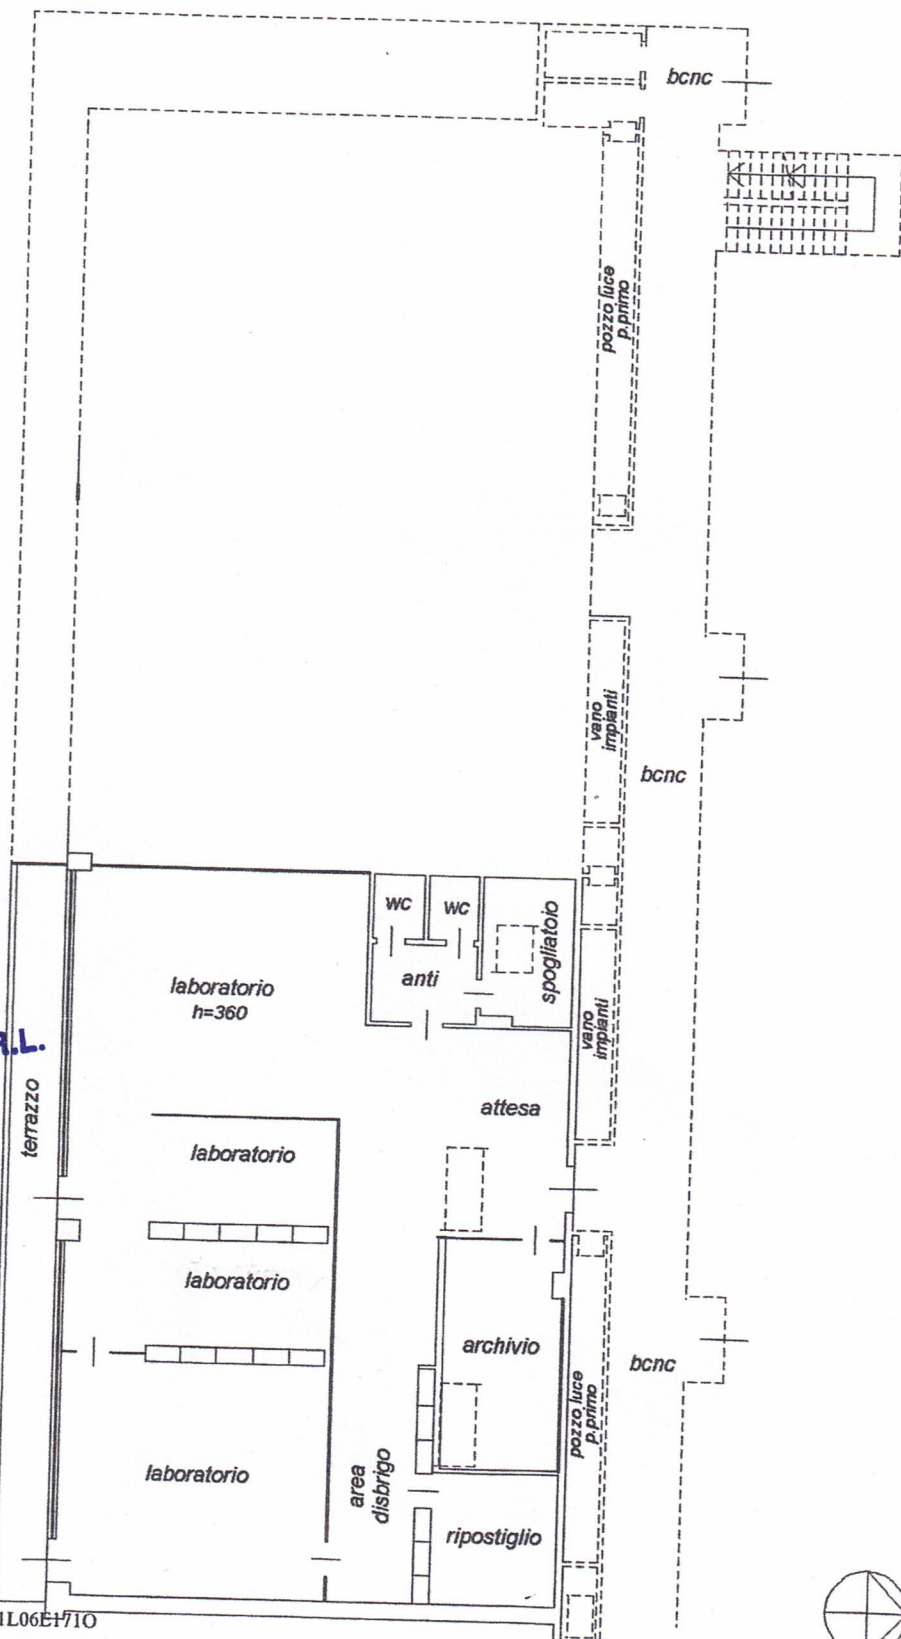 bcnc
pozzo luce
p.primo
vano
impianti
bcnc
wc
wc
spogliatoio
anti
laboratorio
h=360
vano
impianti
R.L.
terrazzo
attesa
laboratorio
laboratorio
archivio
bcnc
pozzo luce
p.primo
laboratorio
area
disbrigo
ripostiglio
1L06E171O